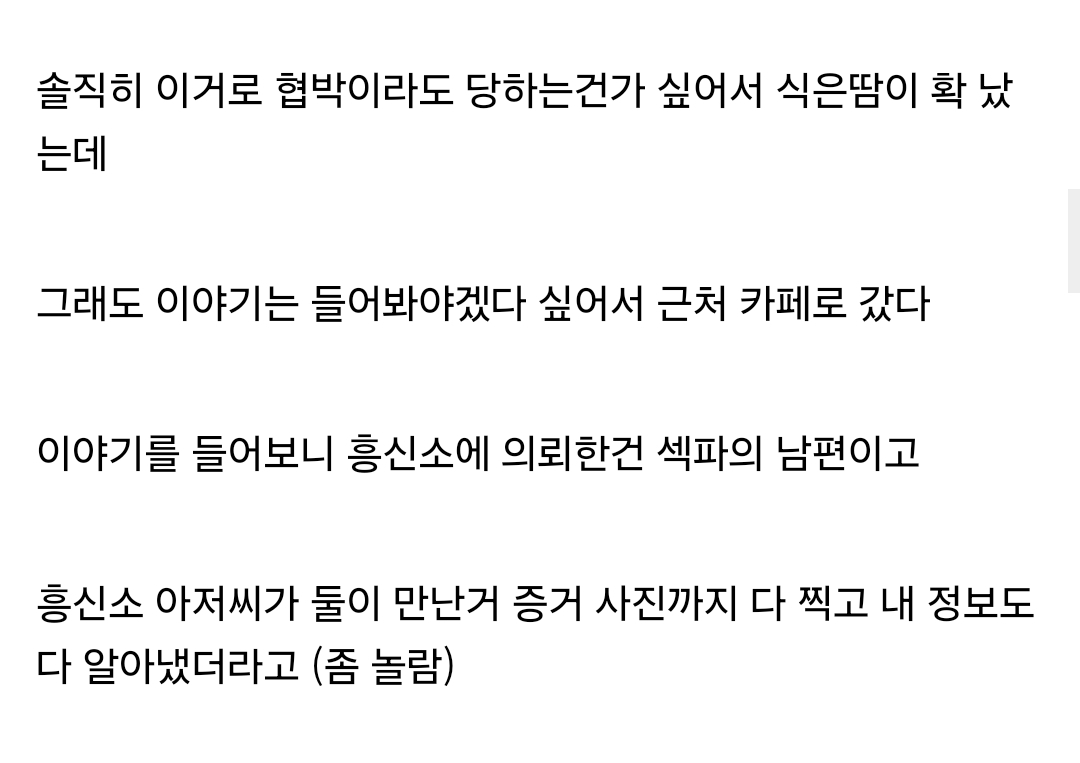 솔직히 이거로 협박이라도 당하는건가 싶어서 식은땀이 확 났
는데
그래도 이야기는 들어봐야겠다 싶어서 근처 카페로 갔다
이야기를 들어보니 흥신소에 의뢰한건 섹파의 남편이고
흥신소 아저씨가 둘이 만난거 증거 사진까지 다 찍고 내 정보도
다 알아냈더라고 (좀 놀람)